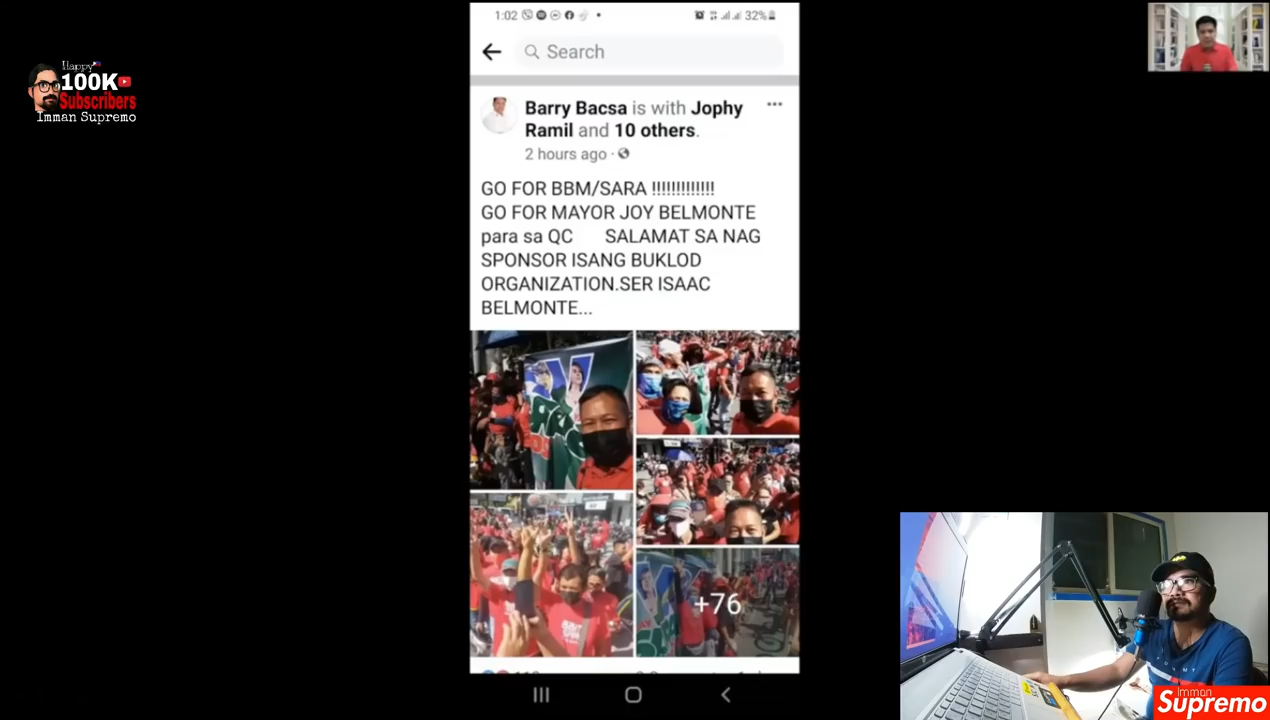 1:02
32%
Search
Happy
100K
Subscribers
Imman Supremo
Barry Bacsa is with Jophy
Ramil and 10 others.
2 hours ago ·
GO FOR BBM/SARA !!!!!!!!!!!!!
GO FOR MAYOR JOY BELMONTE
para sa QC SALAMAT SA NAG
SPONSOR ISANG BUKLOD
ORGANIZATION.SER ISAAC
BELMONTE...
+76
Imman
Supremo